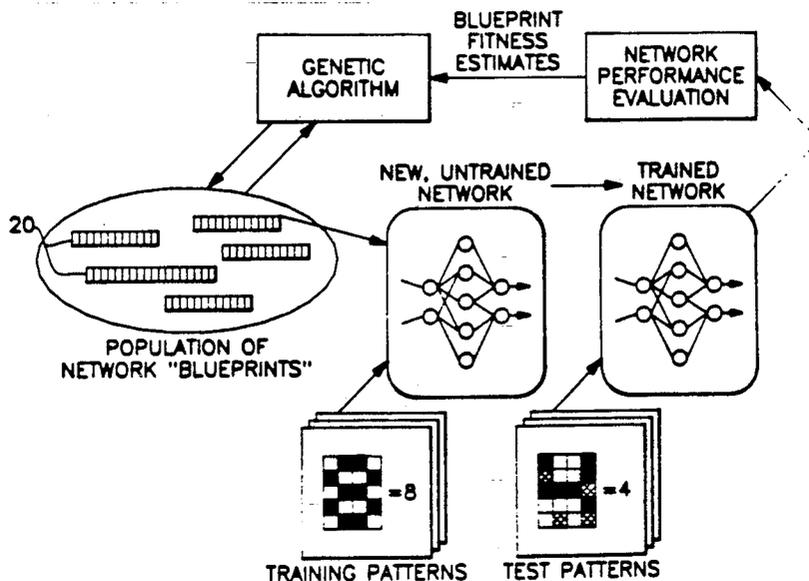 BLUEPRINT
FITNESS
ESTIMATES
GENETIC
ALGORITHM
NETWORK
PERFORMANCE
EVALUATION
NEW, UNTRAINED
NETWORK
TRAINED
NETWORK
20
POPULATION OF
NETWORK "BLUEPRINTS"
=8
=4
TRAINING PATTERNS
TEST PATTERNS